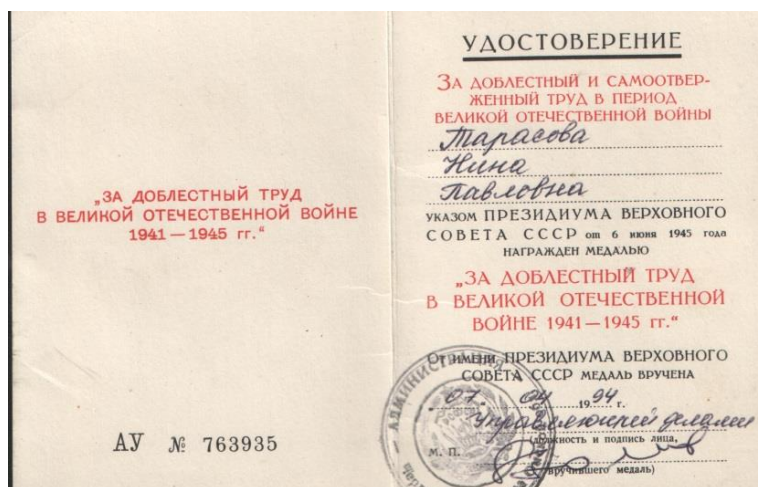 „ЗА ДОБЛЕСТНЫЙ ТРУД
В ВЕЛИКОЙ ОТЕЧЕСТВЕННОЙ ВОЙНЕ
1941 — 1945 гг.“
АУ № 763935
УДОСТОВЕРЕНИЕ
ЗА ДОБЛЕСТНЫЙ И САМООТВЕР-
ЖЕННЫЙ ТРУД В ПЕРИОД
ВЕЛИКОЙ ОТЕЧЕСТВЕННОЙ ВОЙНЫ
Тарасова
Нина
Павловна
УКАЗОМ ПРЕЗИДИУМА ВЕРХОВНОГО
СОВЕТА СССР от 6 июня 1945 года
НАГРАЖДЕН МЕДАЛЬЮ
„ЗА ДОБЛЕСТНЫЙ ТРУД
В ВЕЛИКОЙ ОТЕЧЕСТВЕННОЙ
ВОЙНЕ 1941 — 1945 гг.“
От имени ПРЕЗИДИУМА ВЕРХОВНОГО
СОВЕТА СССР МЕДАЛЬ ВРУЧЕНА
07 04 1994 г.
Управляющий делами
(должность и подпись лица,
М. П.
вручившего медаль)
АДМИНИСТРАЦИЯ